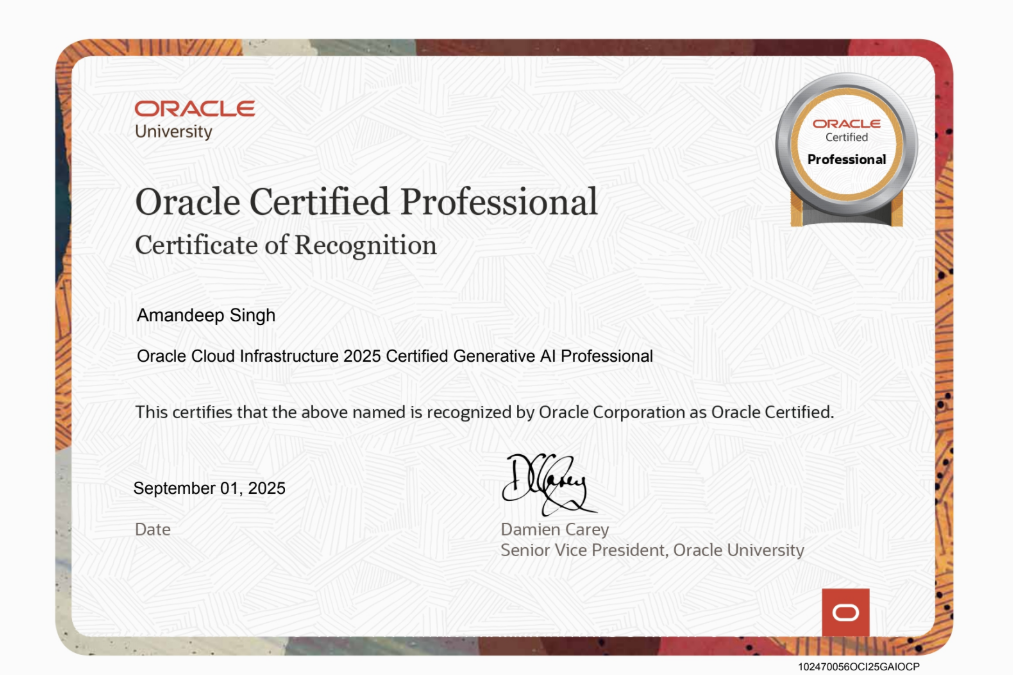 ORACLE
University
ORACLE
Certified
Professional
Oracle Certified Professional
Certificate of Recognition
Amandeep Singh
Oracle Cloud Infrastructure 2025 Certified Generative AI Professional
This certifies that the above named is recognized by Oracle Corporation as Oracle Certified.
September 01, 2025
Date
DCarey
Damien Carey
Senior Vice President, Oracle University
102470056OCI25GAIOCP